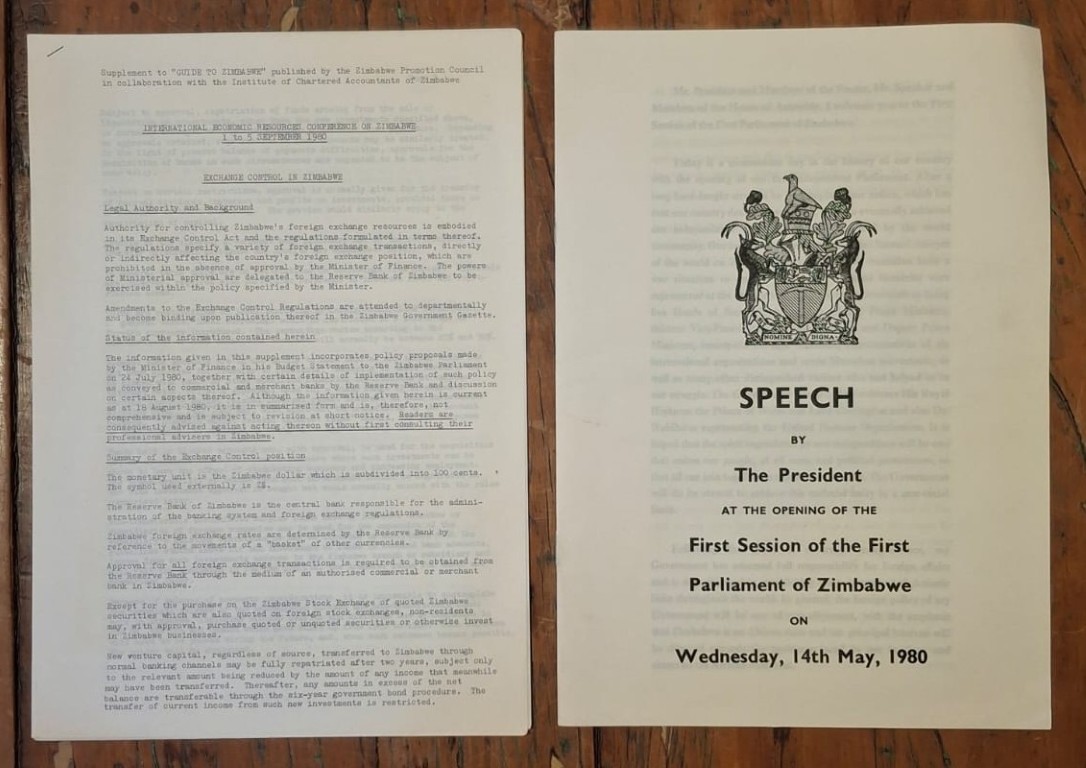 Supplement to "GUIDE TO ZIMBABWE" published by the Zimbabwe Promotion Council
in collaboration with the Institute of Chartered Accountants of Zimbabwe
INTERNATIONAL ECONOMIC RESOURCES CONFERENCE ON ZIMBABWE
1 to 5 SEPTEMBER 1980
EXCHANGE CONTROL IN ZIMBABWE
Legal Authority and Background
Authority for controlling Zimbabwe's foreign exchange resources is embodied
in its Exchange Control Act and the regulations formulated in terms thereof.
The regulations specify a variety of foreign exchange transactions, directly
or indirectly affecting the country's foreign exchange position, which are
prohibited in the absence of approval by the Minister of Finance. The powers
of Ministerial approval are delegated to the Reserve Bank of Zimbabwe to be
exercised within the policy specified by the Minister.
Amendments to the Exchange Control Regulations are attended to departmentally
and become binding upon publication thereof in the Zimbabwe Government Gazette.
Status of the information contained herein
The information given in this supplement incorporates policy proposals made
by the Minister of Finance in his Budget Statement to the Zimbabwe Parliament
on 24 July 1980, together with certain details of implementation of such policy
as conveyed to commercial and merchant banks by the Reserve Bank and discussion
on certain aspects thereof. Although the information given herein is current
as at 18 August 1980, it is in summarized form and is, therefore, not
comprehensive and is subject to revision at short notice. Readers are
consequently advised against acting thereon without first consulting their
professional advisers in Zimbabwe.
Summary of the Exchange Control position
The monetary unit is the Zimbabwe dollar which is subdivided into 100 cents.
The symbol used externally is Z$.
The Reserve Bank of Zimbabwe is the central bank responsible for the admini-
stration of the banking system and foreign exchange regulations.
Zimbabwe foreign exchange rates are determined by the Reserve Bank by
reference to the movements of a "basket" of other currencies.
Approval for all foreign exchange transactions is required to be obtained from
the Reserve Bank through the medium of an authorised commercial or merchant
bank in Zimbabwe.
Except for the purchase on the Zimbabwe Stock Exchange of quoted Zimbabwe
securities which are also quoted on foreign stock exchanges, non-residents
may, with approval, purchase quoted or unquoted securities or otherwise invest
in Zimbabwe businesses.
New venture capital, regardless of source, transferred to Zimbabwe through
normal banking channels may be fully repatriated after two years, subject only
to the relevant amount being reduced by the amount of any income that meanwhile
may have been transferred. Thereafter, any amounts in excess of the net
balance are transferable through the six-year government bond procedure. The
transfer of current income from such new investments is restricted.
NOMINE DIGNA
SPEECH
BY
The President
AT THE OPENING OF THE
First Session of the First
Parliament of Zimbabwe
ON
Wednesday, 14th May, 1980